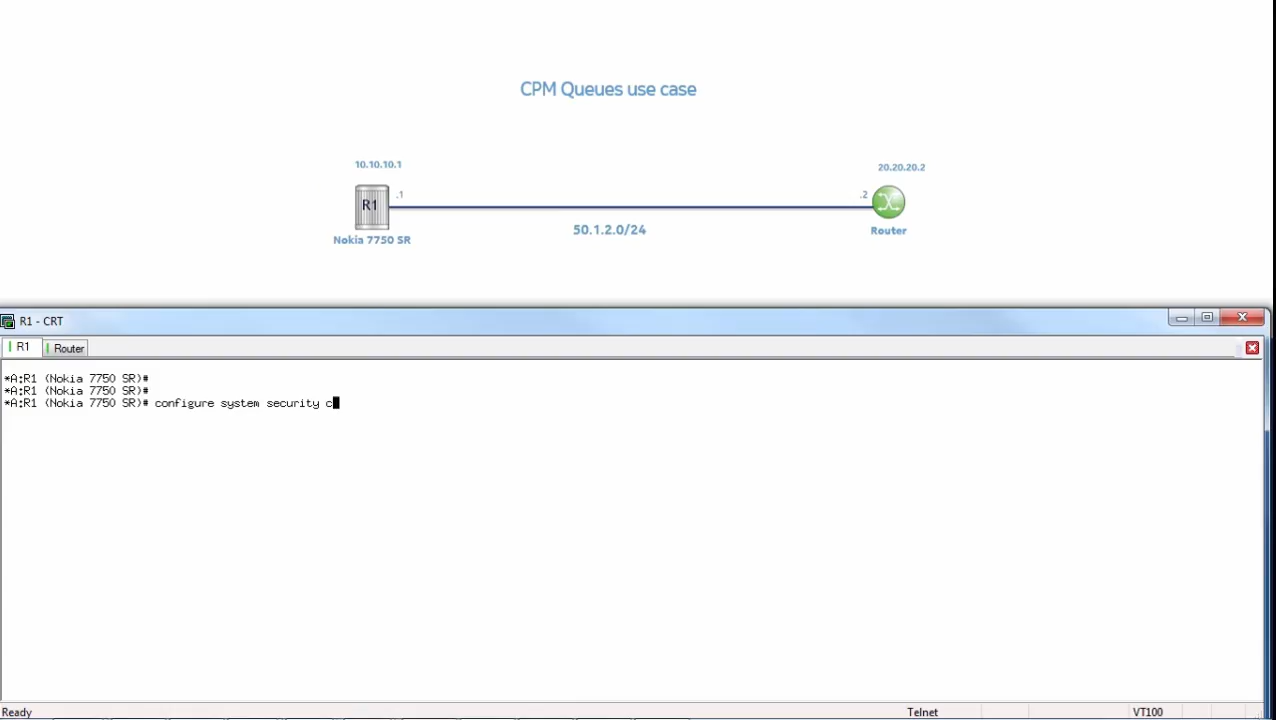 CPM Queues use case
10.10.10.1
20.20.20.2
R1
.1
.2
50.1.2.0/24
Nokia 7750 SR
Router
R1 - CRT
R1
Router
*A:R1 (Nokia 7750 SR)#
*A:R1 (Nokia 7750 SR)#
*A:R1 (Nokia 7750 SR)# configure system security c
Ready
Telnet
VT100